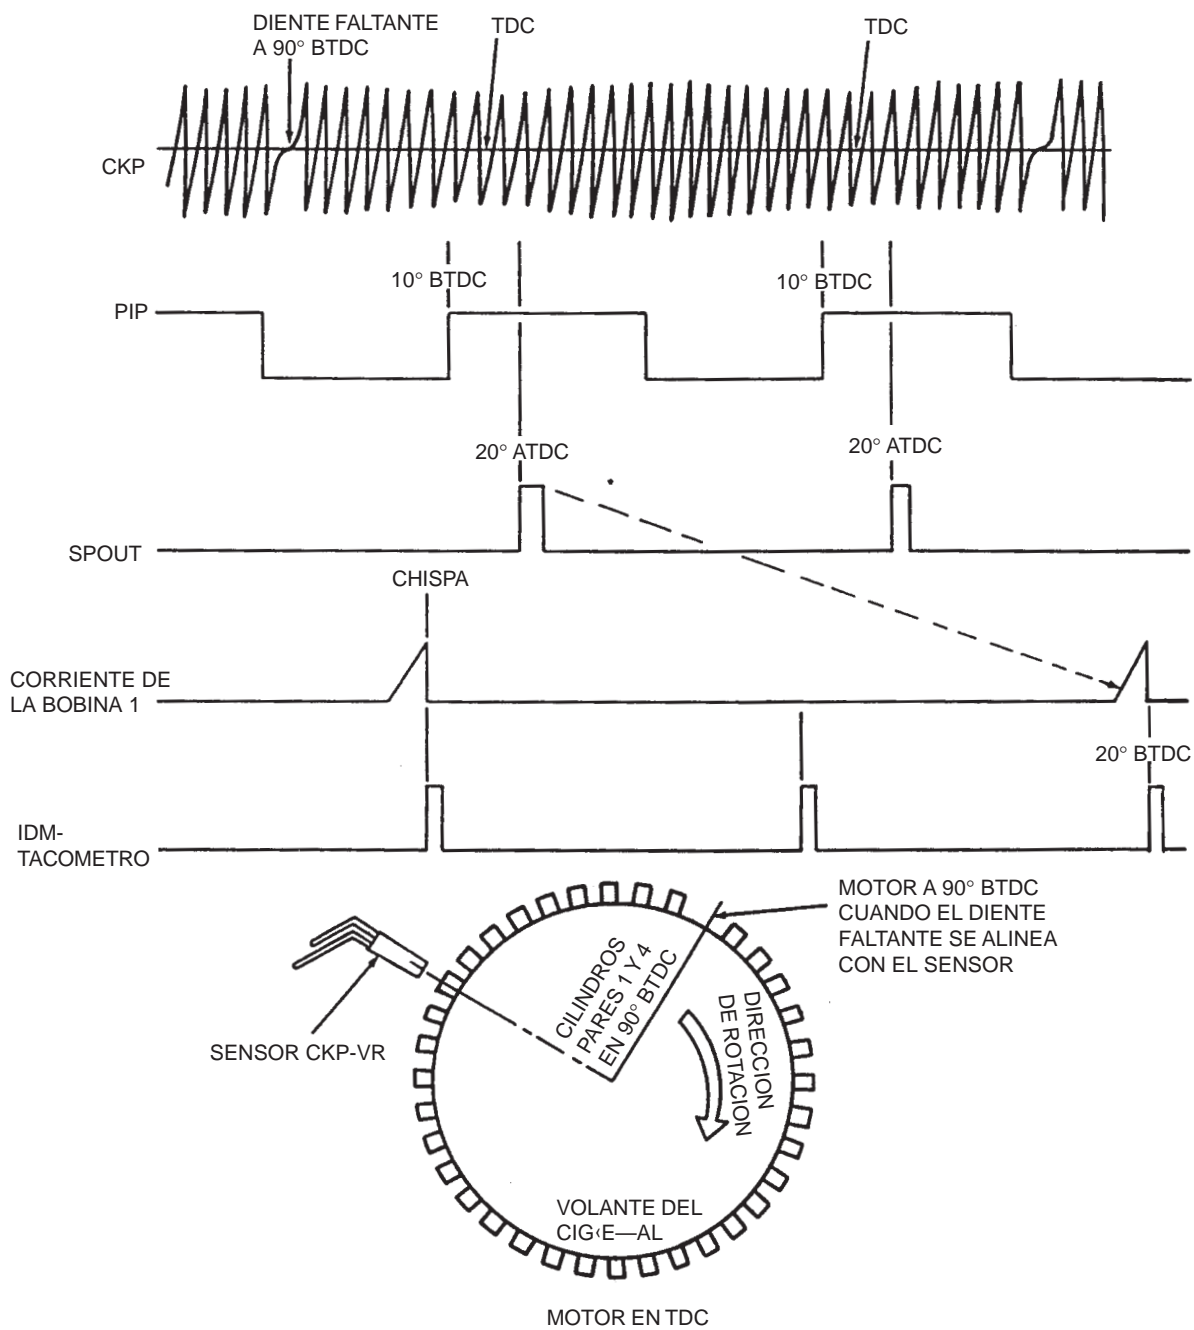 DIENTE FALTANTE
A 90° BTDC
TDC
TDC
CKP
10° BTDC
10° BTDC
PIP
20° ATDC
20° ATDC
SPOUT
CHISPA
CORRIENTE DE
LA BOBINA 1
20° BTDC
IDM-
TACOMETRO
MOTOR A 90° BTDC
CUANDO EL DIENTE
FALTANTE SE ALINEA
CON EL SENSOR
CILINDROS
PARES 1 Y 4
EN 90° BTDC
DIRECCION
DE ROTACION
SENSOR CKP-VR
VOLANTE DEL
CIG‹E—AL
MOTOR EN TDC